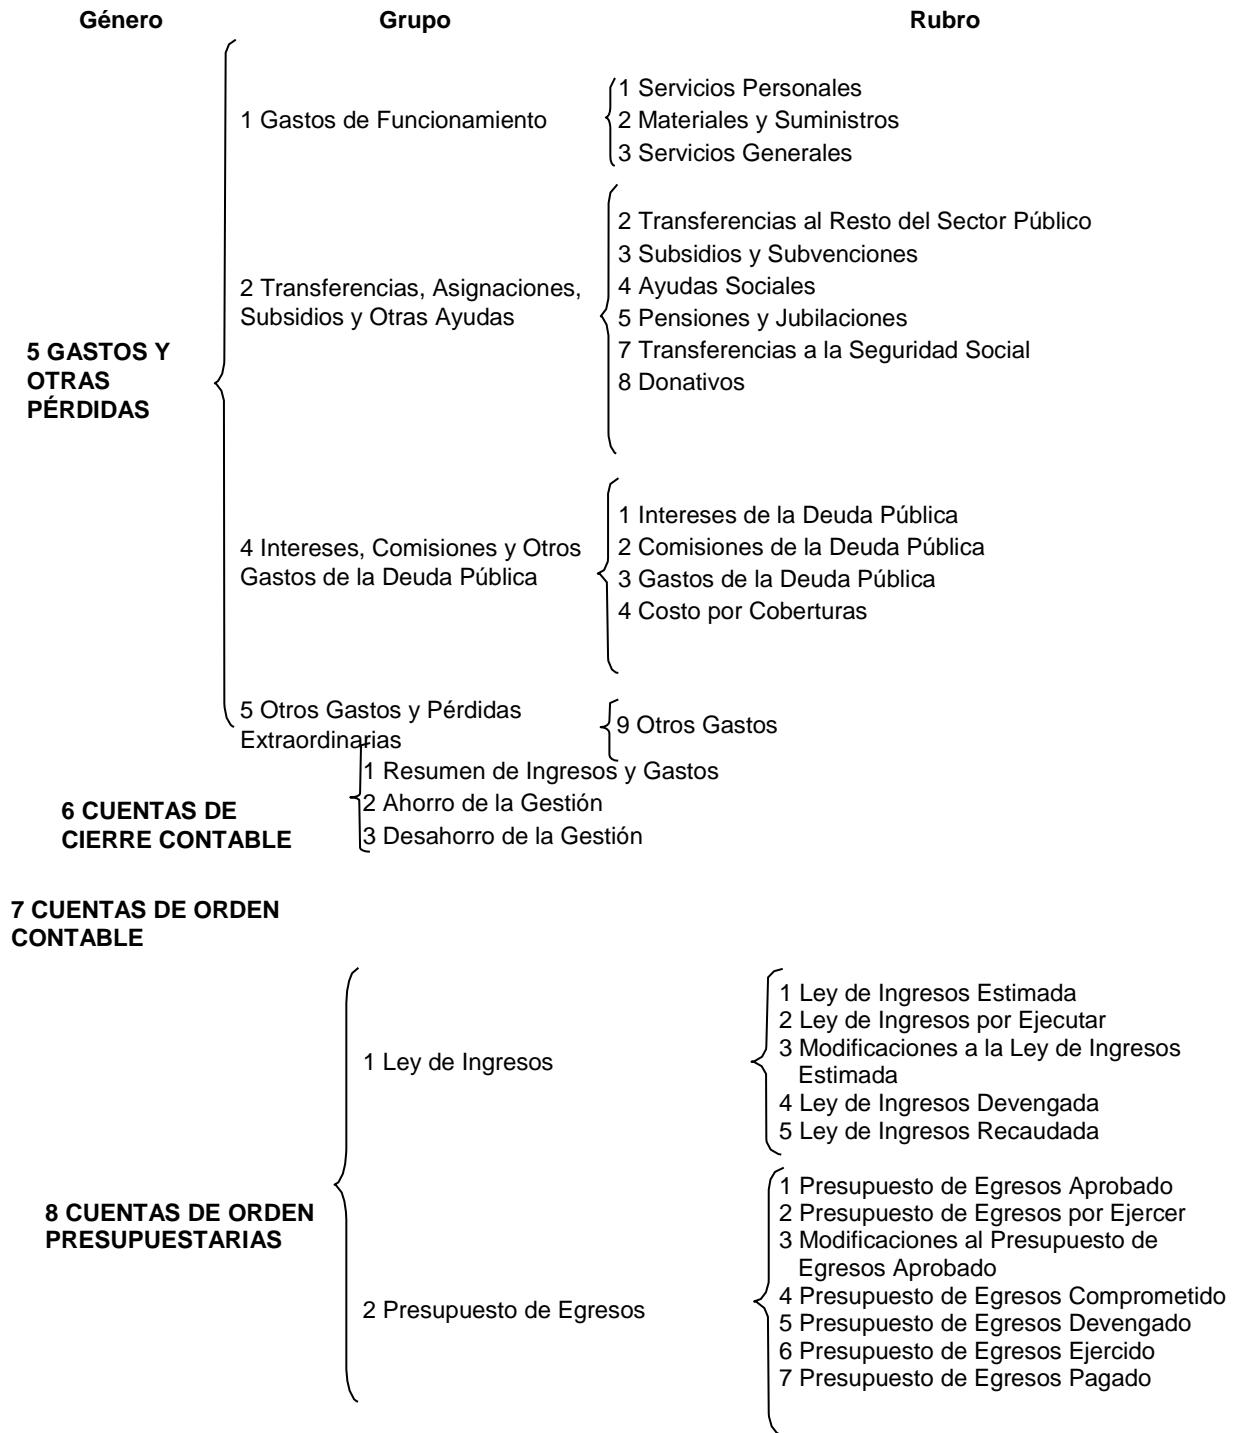 Género Grupo Rubro
1 Gastos de Funcionamiento
1 Servicios Personales
2 Materiales y Suministros
3 Servicios Generales
5 GASTOS Y
OTRAS
PÉRDIDAS
2 Transferencias, Asignaciones,
Subsidios y Otras Ayudas
2 Transferencias al Resto del Sector Público
3 Subsidios y Subvenciones
4 Ayudas Sociales
5 Pensiones y Jubilaciones
7 Transferencias a la Seguridad Social
8 Donativos
4 Intereses, Comisiones y Otros
Gastos de la Deuda Pública
1 Intereses de la Deuda Pública
2 Comisiones de la Deuda Pública
3 Gastos de la Deuda Pública
4 Costo por Coberturas
5 Otros Gastos y Pérdidas
Extraordinarias
9 Otros Gastos
6 CUENTAS DE
CIERRE CONTABLE
1 Resumen de Ingresos y Gastos
2 Ahorro de la Gestión
3 Desahorro de la Gestión
7 CUENTAS DE ORDEN
CONTABLE
8 CUENTAS DE ORDEN
PRESUPUESTARIAS
1 Ley de Ingresos
1 Ley de Ingresos Estimada
2 Ley de Ingresos por Ejecutar
3 Modificaciones a la Ley de Ingresos
Estimada
4 Ley de Ingresos Devengada
5 Ley de Ingresos Recaudada
2 Presupuesto de Egresos
1 Presupuesto de Egresos Aprobado
2 Presupuesto de Egresos por Ejercer
3 Modificaciones al Presupuesto de
Egresos Aprobado
4 Presupuesto de Egresos Comprometido
5 Presupuesto de Egresos Devengado
6 Presupuesto de Egresos Ejercido
7 Presupuesto de Egresos Pagado